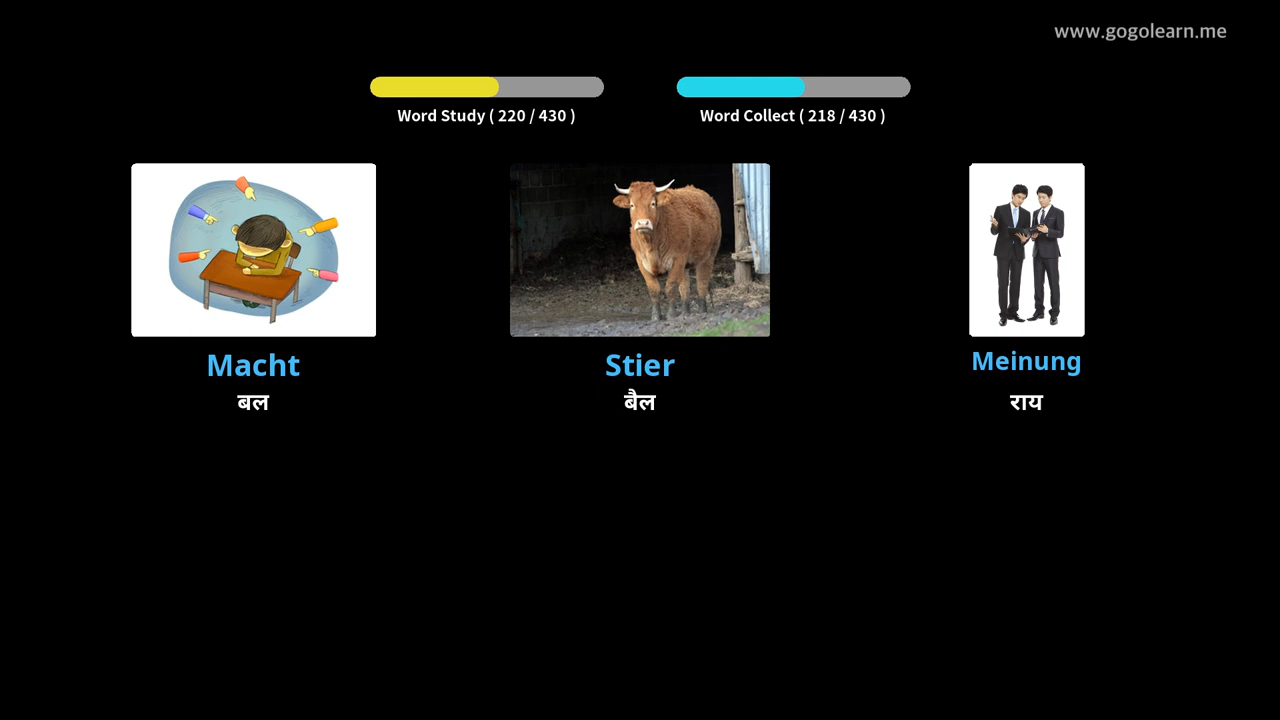 www.gogolearn.me
Word Study ( 220 / 430 )
Word Collect ( 218 / 430 )
Macht
बल
Stier
बैल
Meinung
राय